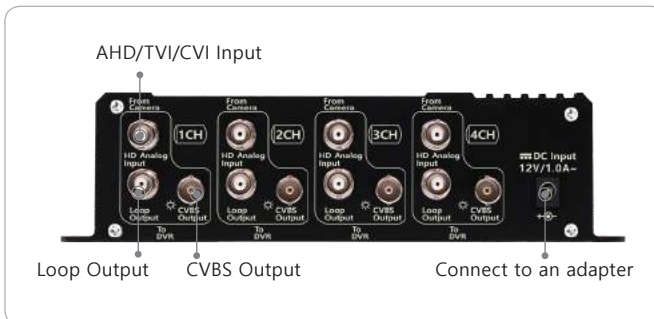 AHD/TVI/CVI Input
From
Camera
1CH
HD Analog
Input
Loop
Output
CVBS
Output
To
DVR
From
Camera
2CH
HD Analog
Input
Loop
Output
CVBS
Output
To
DVR
From
Camera
3CH
HD Analog
Input
Loop
Output
CVBS
Output
To
DVR
From
Camera
4CH
HD Analog
Input
Loop
Output
CVBS
Output
To
DVR
DC Input
12V/1.0A~
Loop Output
CVBS Output
Connect to an adapter